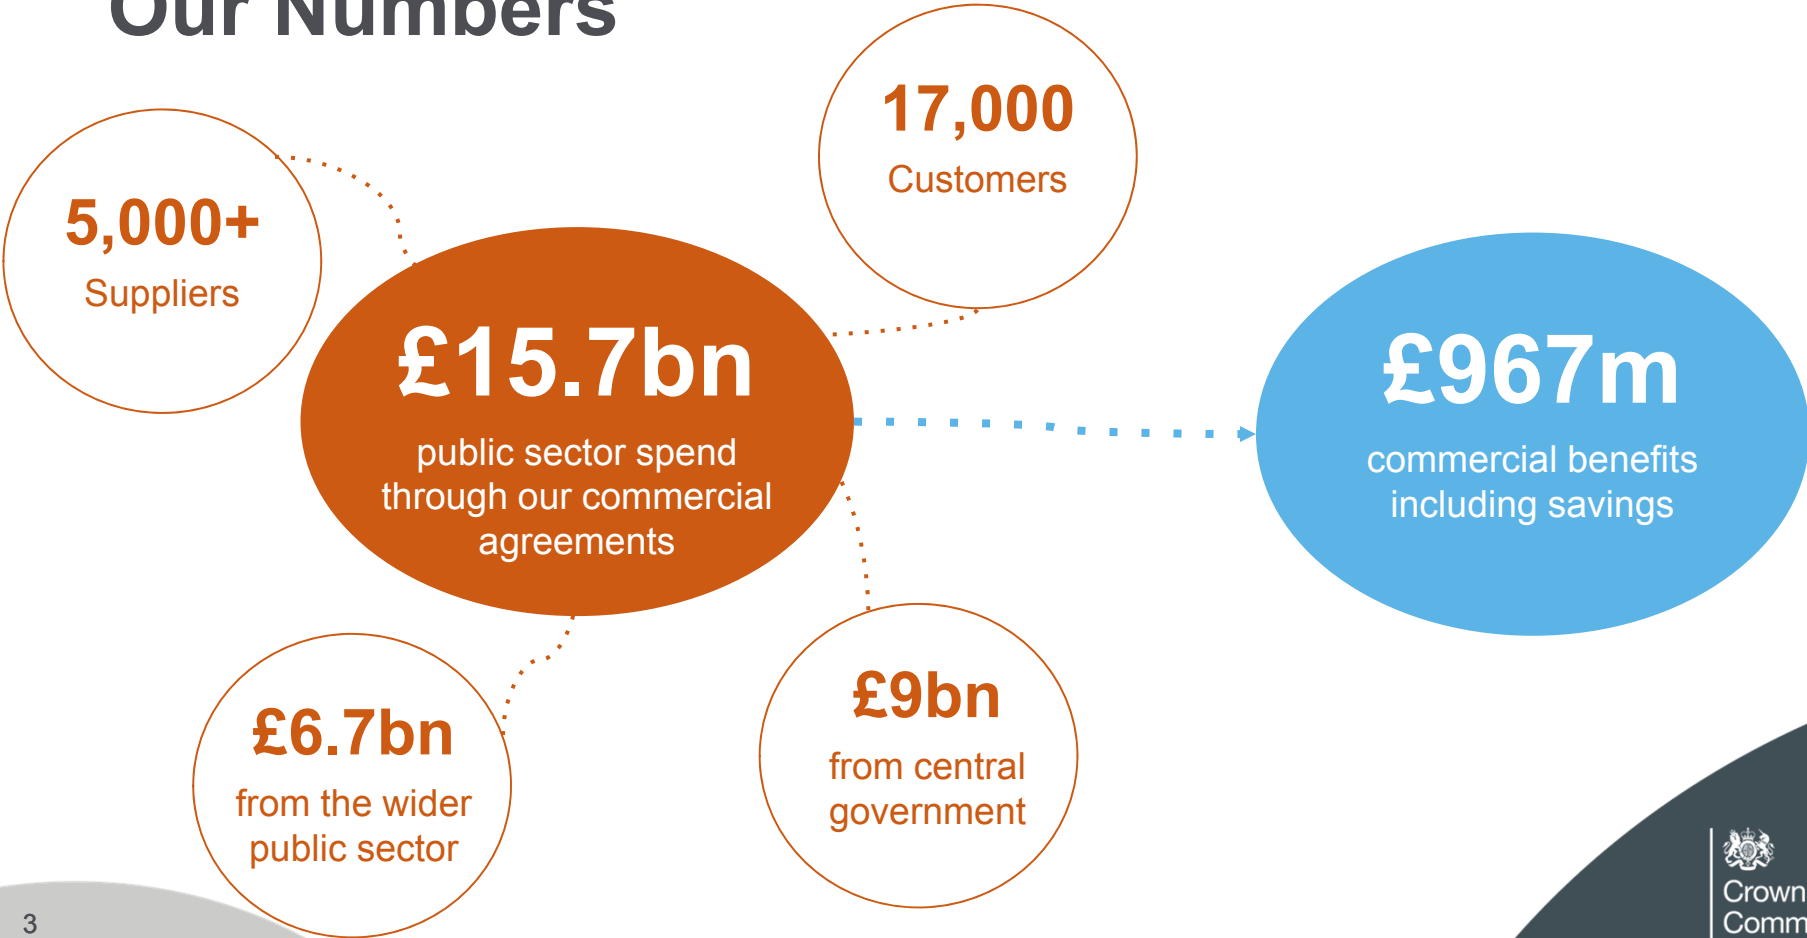 Our Numbers
17,000
Customers
5,000+
Suppliers
£15.7bn
public sector spend
through our commercial
agreements
£967m
commercial benefits
including savings
£6.7bn
from the wider
public sector
£9bn
from central
government
Crown
Comm
3